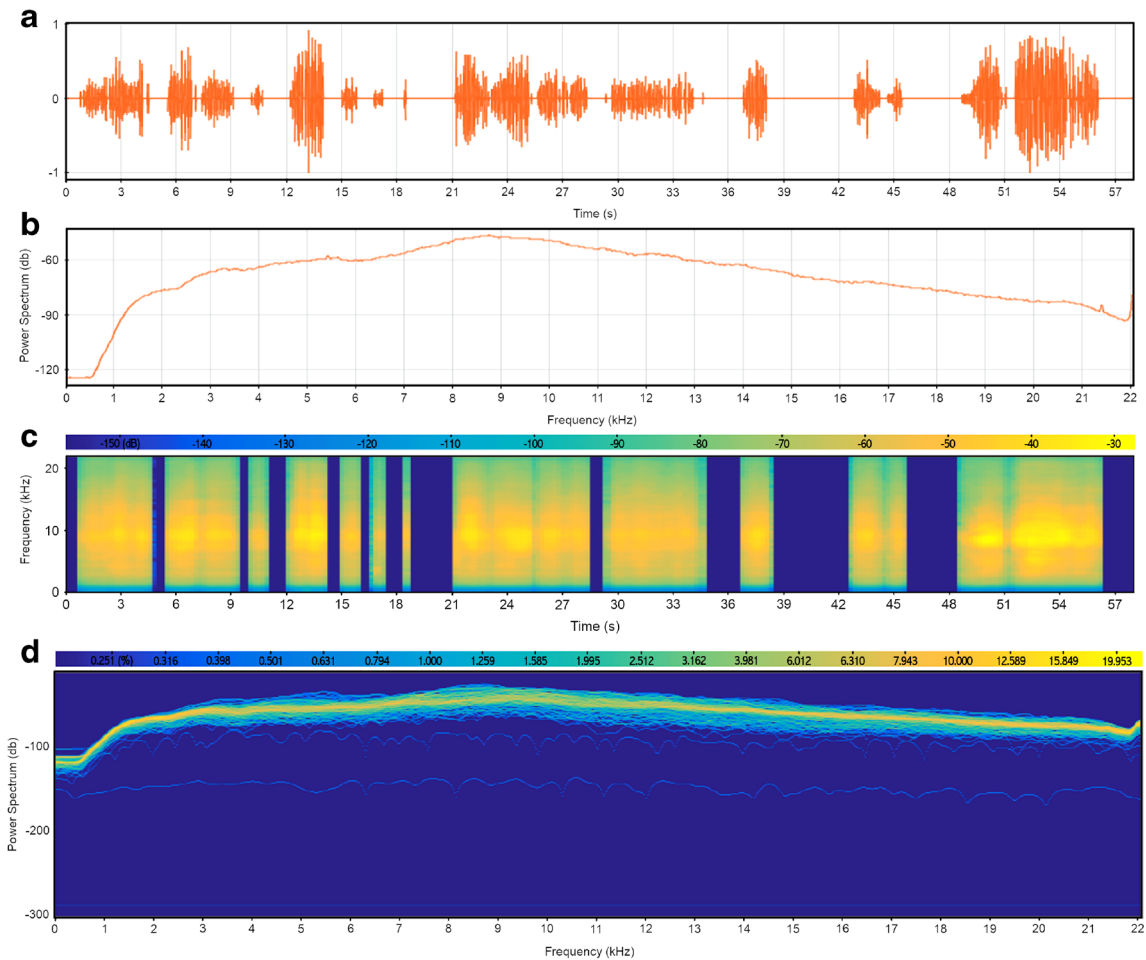 a
1
0
-1
0 3 6 9 12 15 18 21 24 27 30 33 36 39 42 45 48 51 54 57
Time (s)
b
Power Spectrum (db)
-60
-90
-120
0 1 2 3 4 5 6 7 8 9 10 11 12 13 14 15 16 17 18 19 20 21 22
Frequency (kHz)
c
-150 (dB) -140 -130 -120 -110 -100 -90 -80 -70 -60 -50 -40 -30
Frequency (kHz)
20
10
0
0 3 6 9 12 15 18 21 24 27 30 33 36 39 42 45 48 51 54 57
Time (s)
d
0.251 (%) 0.316 0.398 0.501 0.631 0.794 1.000 1.259 1.585 1.995 2.512 3.162 3.981 6.012 6.310 7.943 10.000 12.589 15.849 19.953
Power Spectrum (db)
-100
-200
-300
0 1 2 3 4 5 6 7 8 9 10 11 12 13 14 15 16 17 18 19 20 21 22
Frequency (kHz)